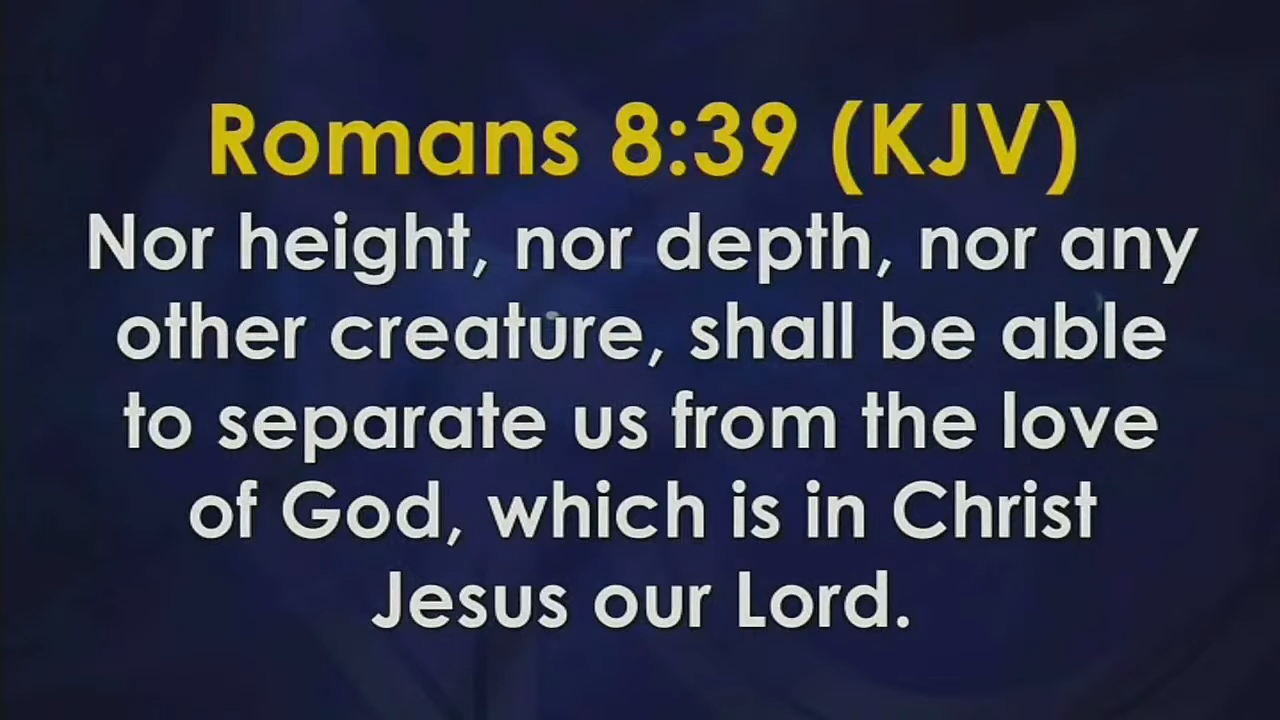 Romans 8:39 (KJV)
Nor height, nor depth, nor any
other creature, shall be able
to separate us from the love
of God, which is in Christ
Jesus our Lord.